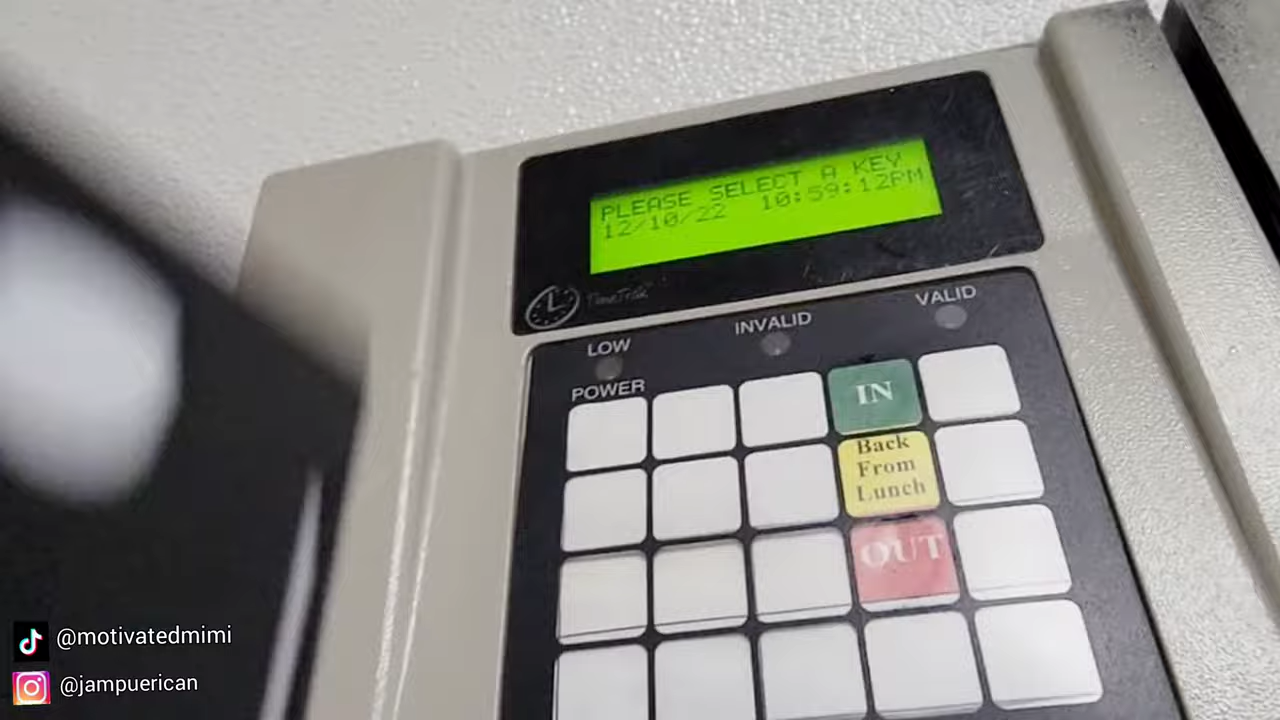 PLEASE SELECT A KEY
12/10/22 10:59:12PM
TimeTrak
LOW
POWER
INVALID
VALID
IN
Back
From
Lunch
OUT
@motivatedmimi
@jampuerican